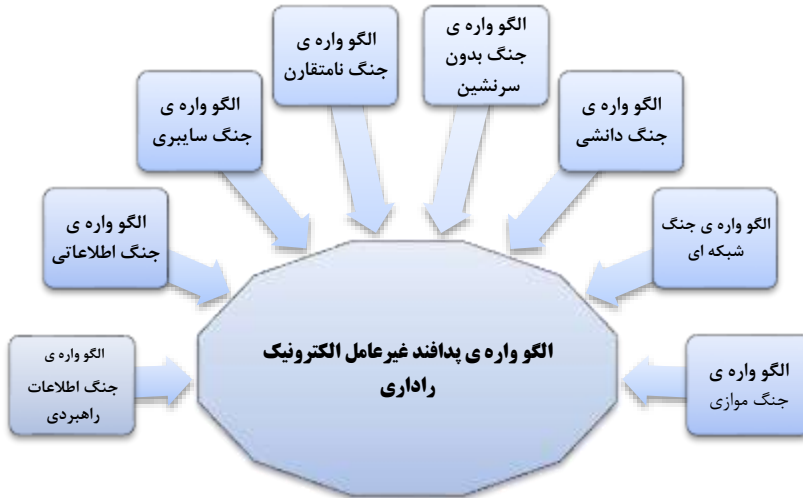 الگو واره ی
جنگ بدون
سرنشین
الگو واره ی
جنگ نامتقارن
الگو واره ی
جنگ دانشی
الگو واره ی
جنگ سایبری
الگو واره ی جنگ
شبکه ای
الگو واره ی
جنگ اطلاعاتی
الگو واره ی پدافند غیرعامل الکترونیک
راداری
الگو واره ی
جنگ موازی
الگو واره ی
جنگ اطلاعات
راهبردی